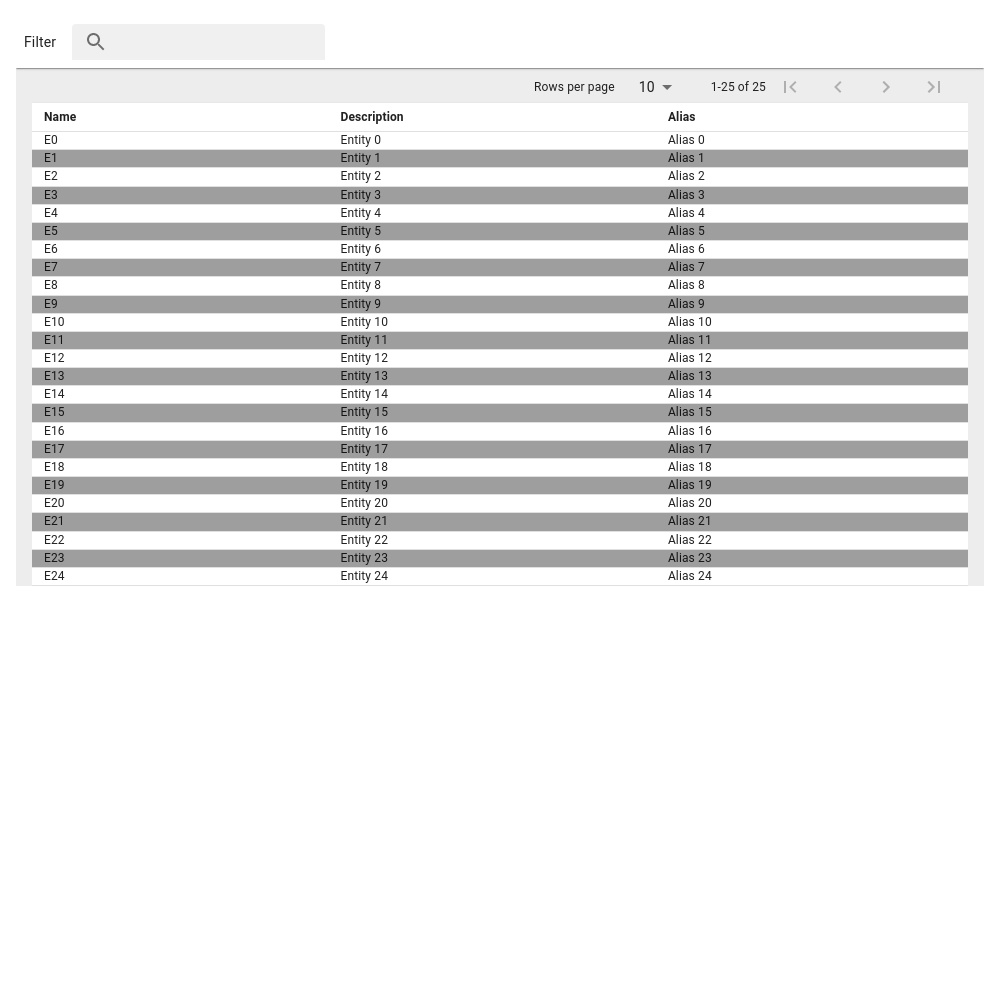 Filter
Rows per page 10 1-25 of 25
Name Description Alias
E0 Entity 0 Alias 0
E1 Entity 1 Alias 1
E2 Entity 2 Alias 2
E3 Entity 3 Alias 3
E4 Entity 4 Alias 4
E5 Entity 5 Alias 5
E6 Entity 6 Alias 6
E7 Entity 7 Alias 7
E8 Entity 8 Alias 8
E9 Entity 9 Alias 9
E10 Entity 10 Alias 10
E11 Entity 11 Alias 11
E12 Entity 12 Alias 12
E13 Entity 13 Alias 13
E14 Entity 14 Alias 14
E15 Entity 15 Alias 15
E16 Entity 16 Alias 16
E17 Entity 17 Alias 17
E18 Entity 18 Alias 18
E19 Entity 19 Alias 19
E20 Entity 20 Alias 20
E21 Entity 21 Alias 21
E22 Entity 22 Alias 22
E23 Entity 23 Alias 23
E24 Entity 24 Alias 24